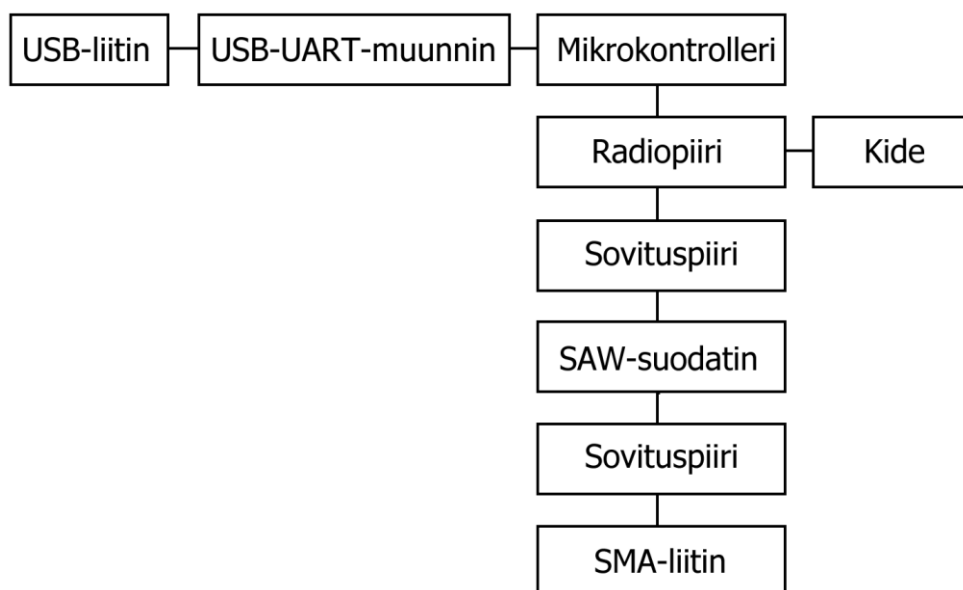 USB-liitin
USB-UART-muunnin
Mikrokontrolleri
Radiopiiri
Kide
Sovituspiiri
SAW-suodatin
Sovituspiiri
SMA-liitin